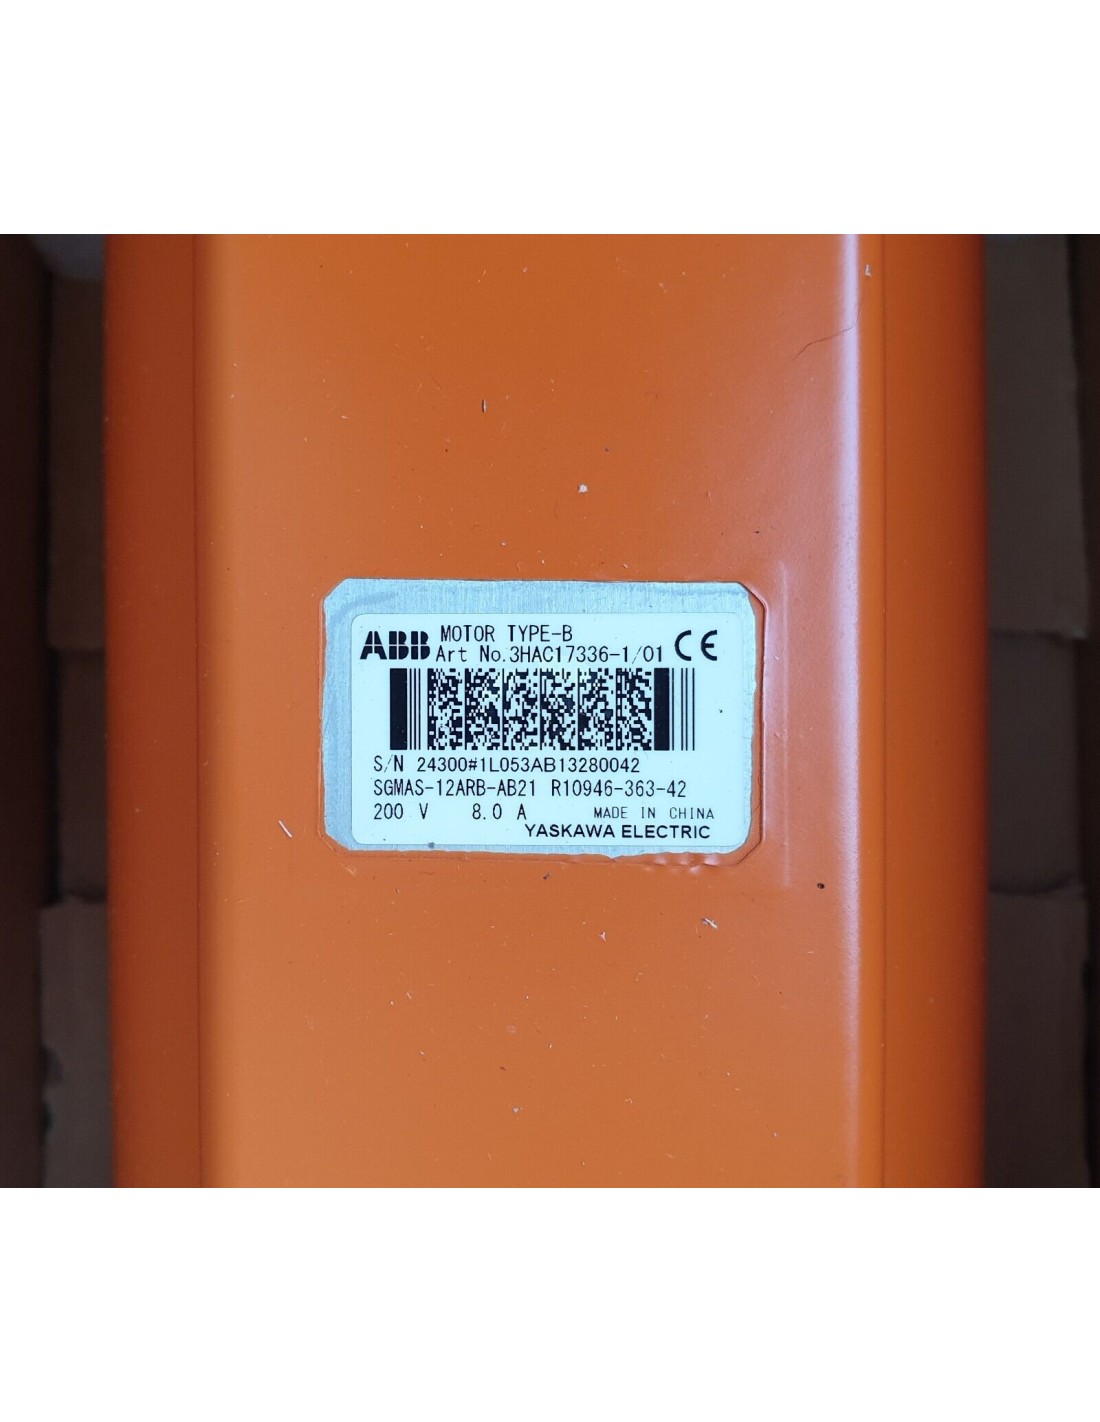 ABB MOTOR TYPE-B
Art No.3HAC17336-1/01 CE
S/N 24300#1L053AB13280042
SGMAS-12ARB-AB21 R10946-363-42
200 V 8.0 A MADE IN CHINA
YASKAWA ELECTRIC